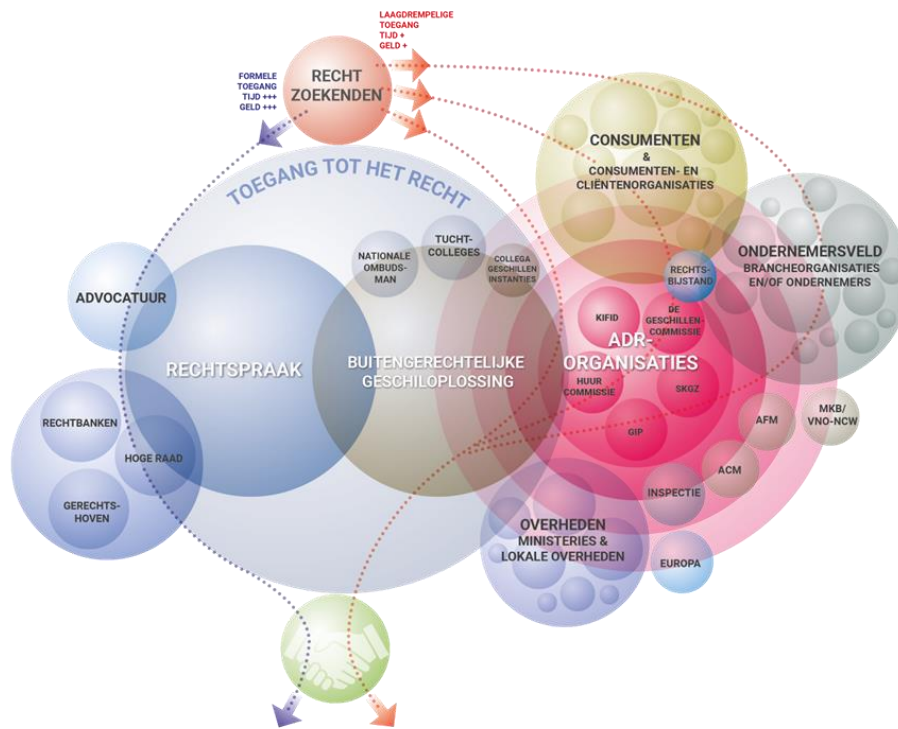 LAAGDREMPELIGE
TOEGANG
TIJD +
GELD +
FORMELE
TOEGANG
TIJD +++
GELD +++
RECHT
ZOEKENDEN
TOEGANG TOT HET RECHT
CONSUMENTEN
&
CONSUMENTEN- EN
CLIËNTENORGANISATIES
ONDERNEMERSVELD
BRANCHEORGANISATIES
EN/OF ONDERNEMERS
NATIONALE
OMBUDS-
MAN
TUCHT-
COLLEGES
COLLEGA
GESCHILLEN
INSTANTIES
RECHTS-
BIJSTAND
ADVOCATUUR
RECHTSPRAAK
BUITENGERECHTELIJKE
GESCHILOPLOSSING
KIFID
DE
GESCHILLEN-
COMMISSIE
ADR-
ORGANISATIES
HUUR
COMMISSIE
SKGZ
GIP
RECHTBANKEN
HOGE RAAD
GERECHTS-
HOVEN
AFM
MKB/
VNO-NCW
ACM
INSPECTIE
OVERHEDEN
MINISTERIES &
LOKALE OVERHEDEN
EUROPA